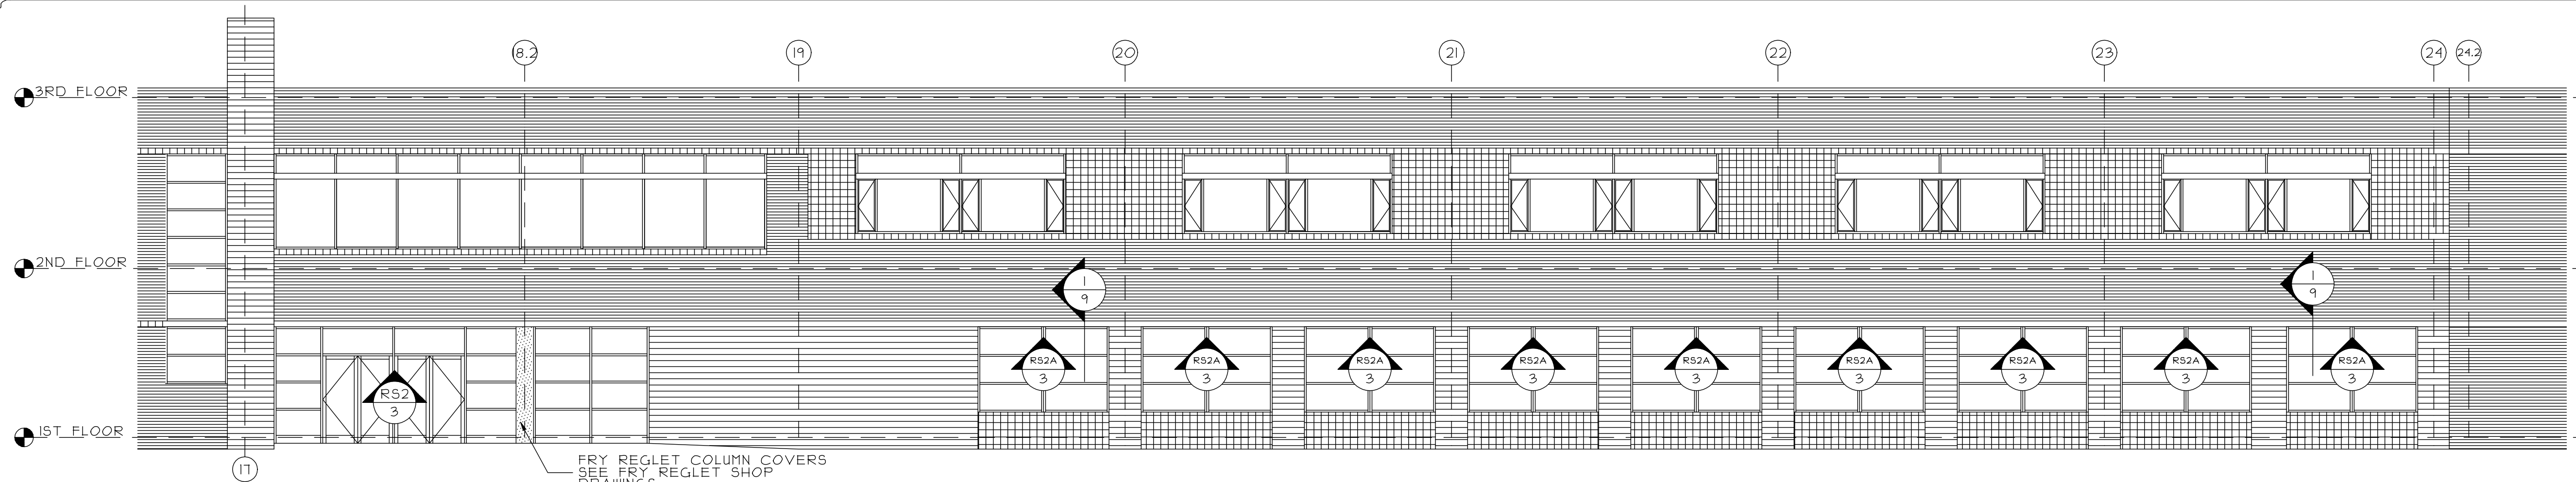 18.2 19 20 21 22 23 24 24.2
3RD FLOOR
2ND FLOOR
1 1
9 9
RS2A RS2A RS2A RS2A RS2A RS2A RS2A RS2A RS2A
3 3 3 3 3 3 3 3 3
RS2
3
1ST FLOOR
17
FRY REGLET COLUMN COVERS
SEE FRY REGLET SHOP
DRAWINGS